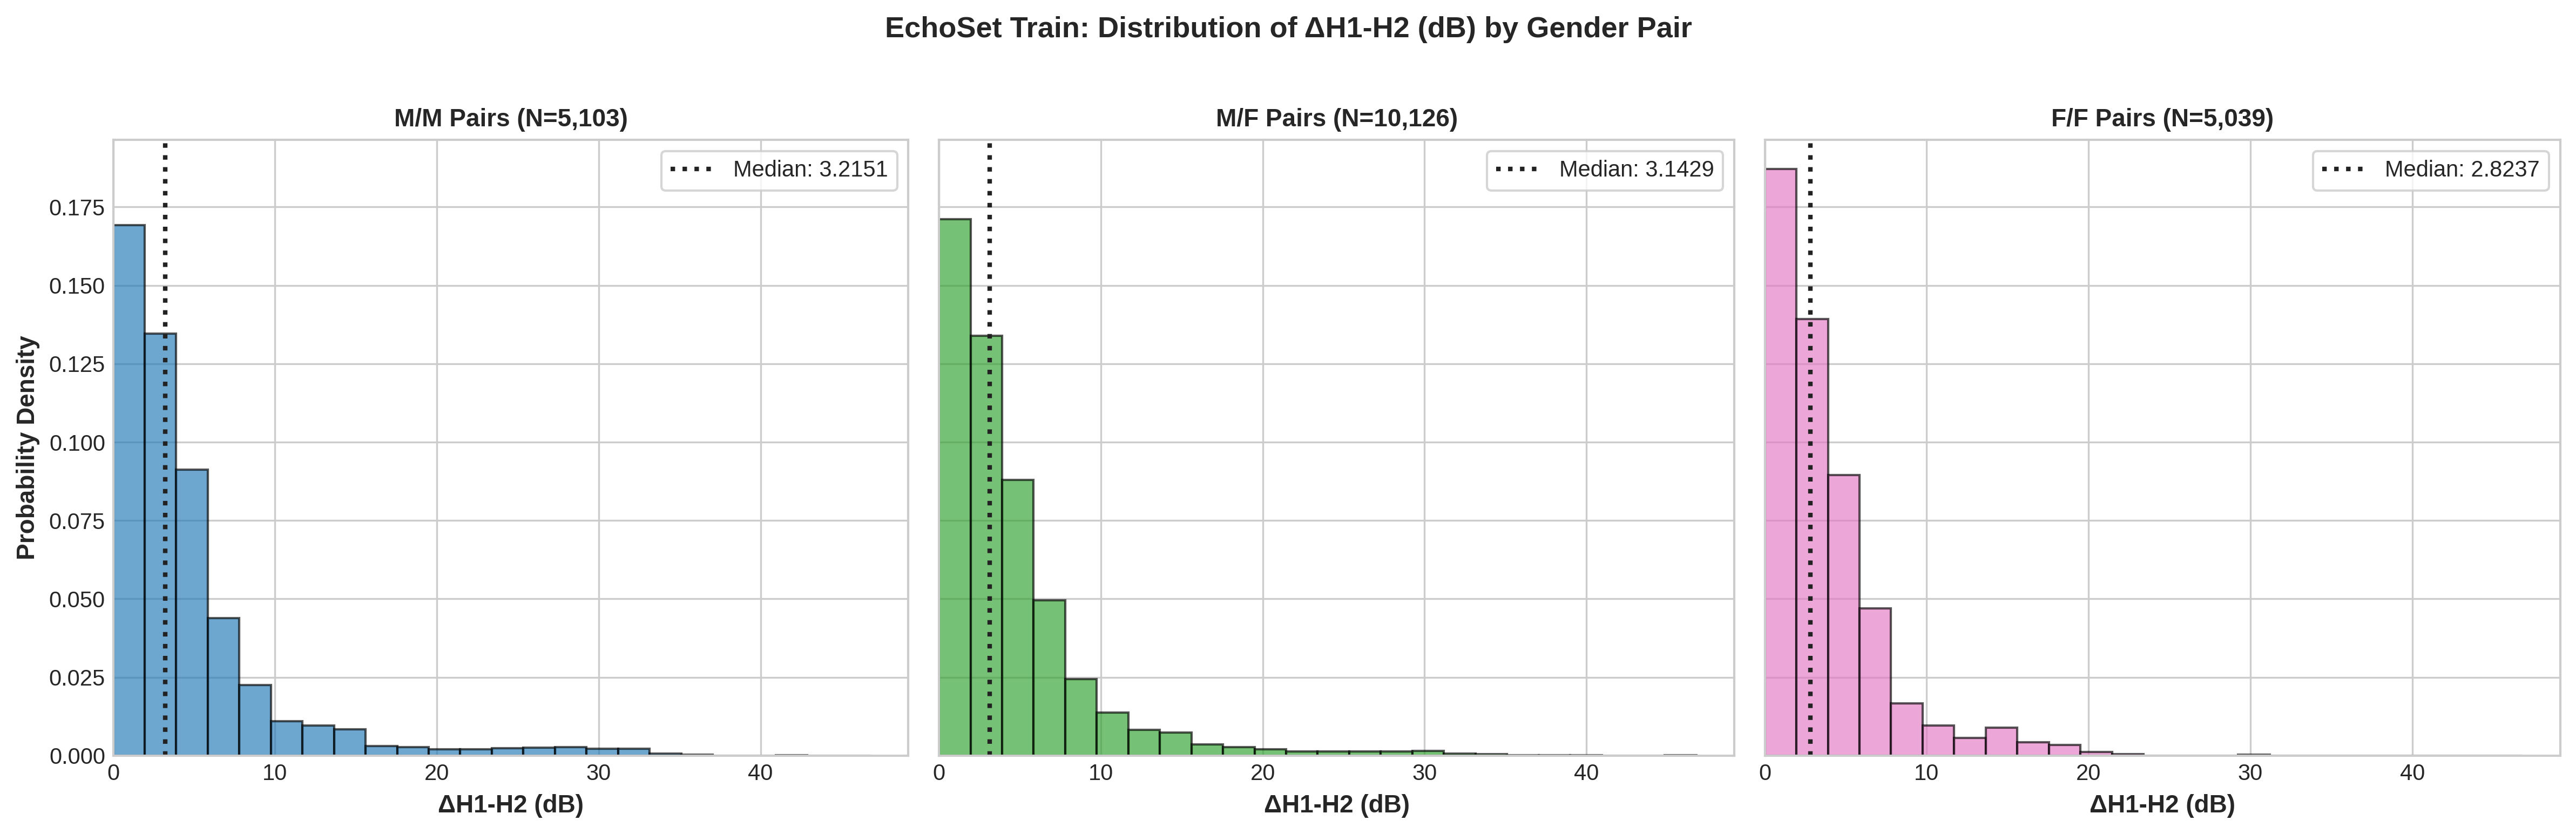 EchoSet Train: Distribution of ΔH1-H2 (dB) by Gender Pair
M/M Pairs (N=5,103)
Median: 3.2151
Probability Density
0.175
0.150
0.125
0.100
0.075
0.050
0.025
0.000
0 10 20 30 40
ΔH1-H2 (dB)
M/F Pairs (N=10,126)
Median: 3.1429
0 10 20 30 40
ΔH1-H2 (dB)
F/F Pairs (N=5,039)
Median: 2.8237
0 10 20 30 40
ΔH1-H2 (dB)